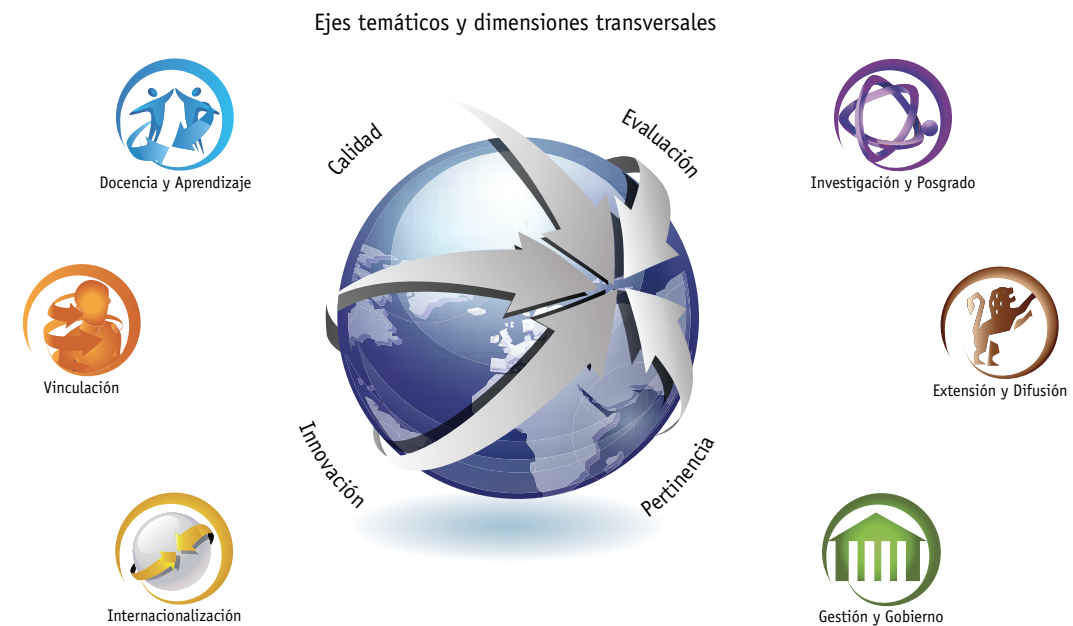 Ejes temáticos y dimensiones transversales
Calidad
Evaluación
Docencia y Aprendizaje
Investigación y Posgrado
Vinculación
Extensión y Difusión
Innovación
Pertinencia
Internacionalización
Gestión y Gobierno